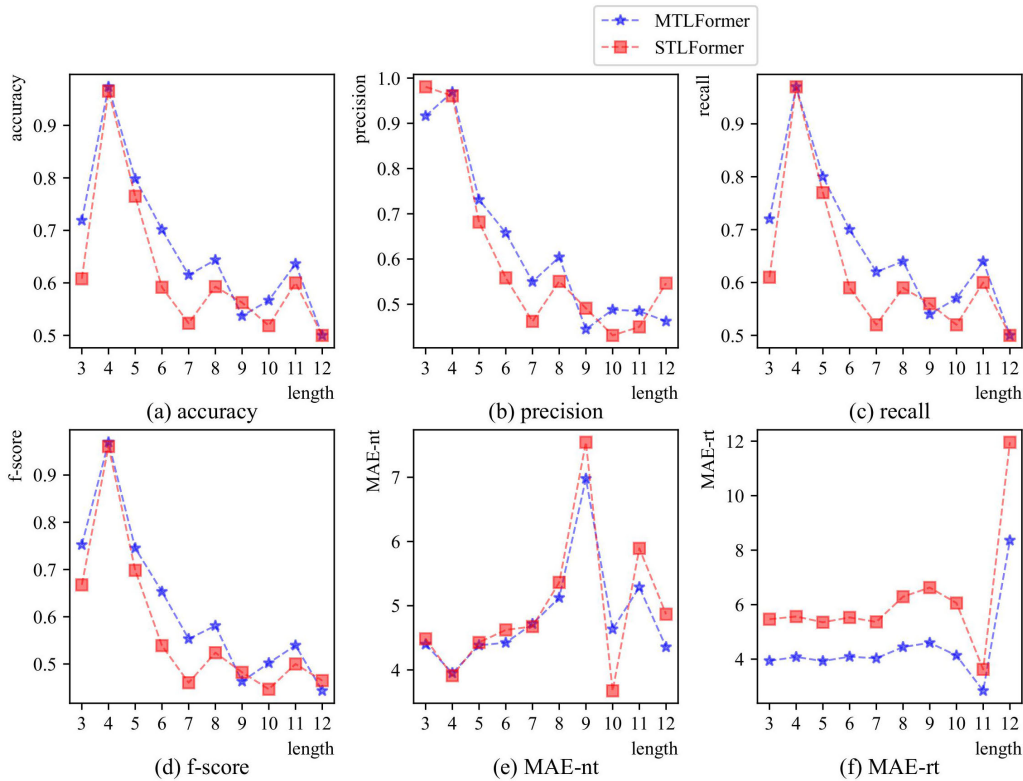 MTLFormer
STLFormer
accuracy
0.9
0.8
0.7
0.6
0.5
3 4 5 6 7 8 9 10 11 12
length
(a) accuracy
precision
1.0
0.9
0.8
0.7
0.6
0.5
3 4 5 6 7 8 9 10 11 12
length
(b) precision
recall
0.9
0.8
0.7
0.6
0.5
3 4 5 6 7 8 9 10 11 12
length
(c) recall
f-score
0.9
0.8
0.7
0.6
0.5
3 4 5 6 7 8 9 10 11 12
length
(d) f-score
MAE-nt
7
6
5
4
3 4 5 6 7 8 9 10 11 12
length
(e) MAE-nt
MAE-rt
12
10
8
6
4
3 4 5 6 7 8 9 10 11 12
length
(f) MAE-rt